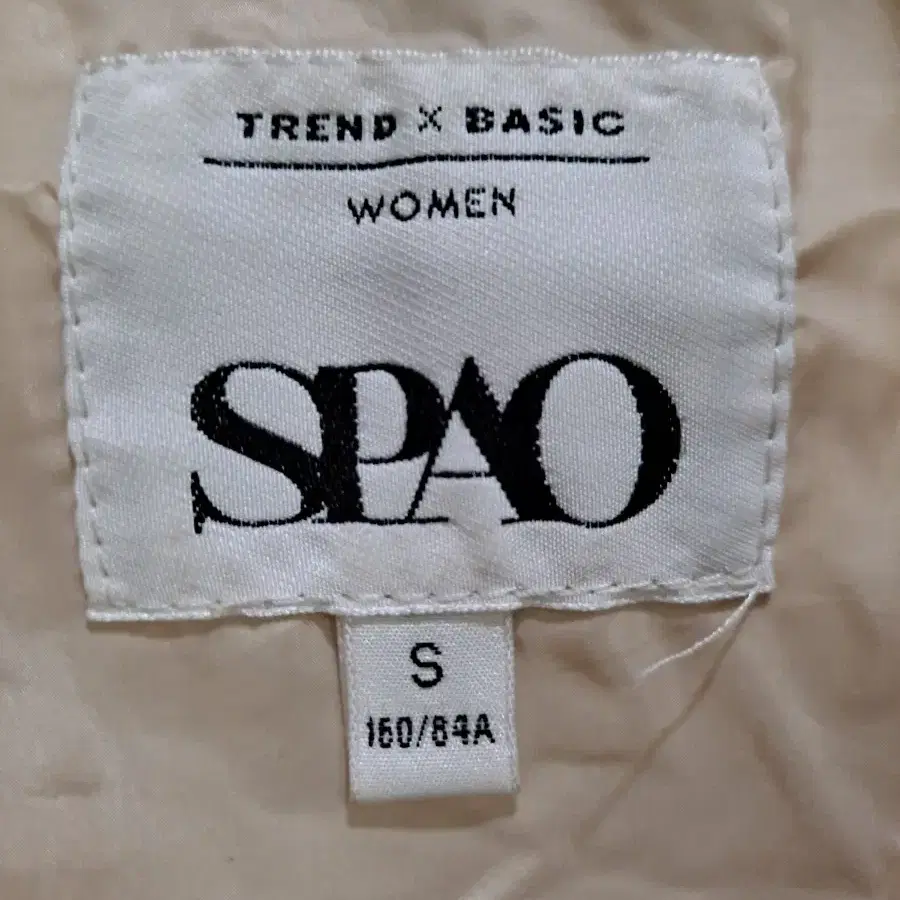 TREND X BASIC
WOMEN
SPAO
S
160/84A